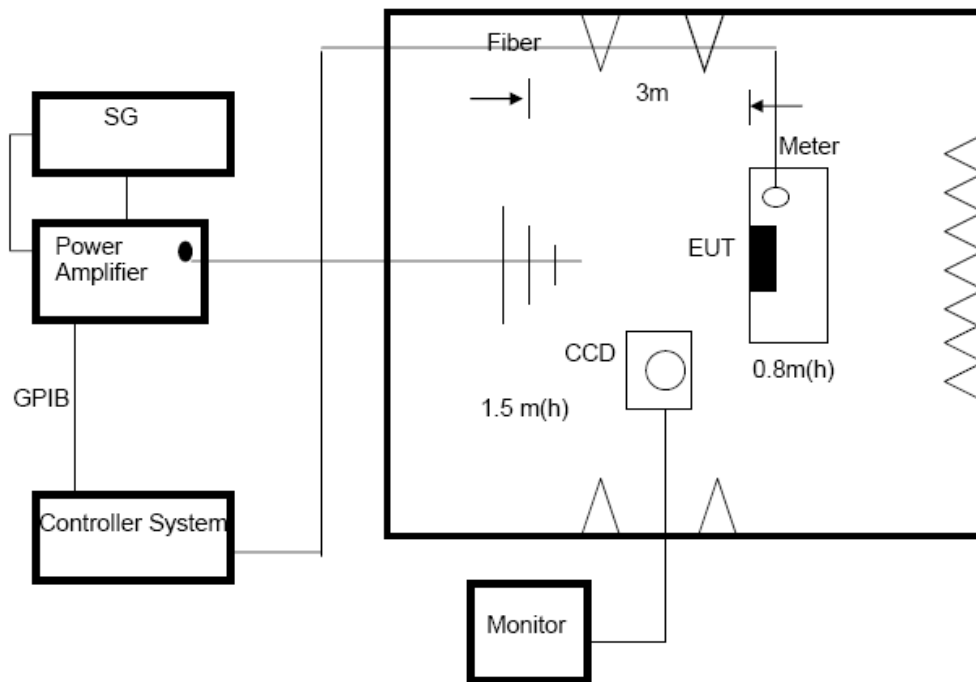 Fiber
3m
SG
Meter
Power
Amplifier
EUT
CCD
0.8m(h)
GPIB
1.5 m(h)
Controller System
Monitor